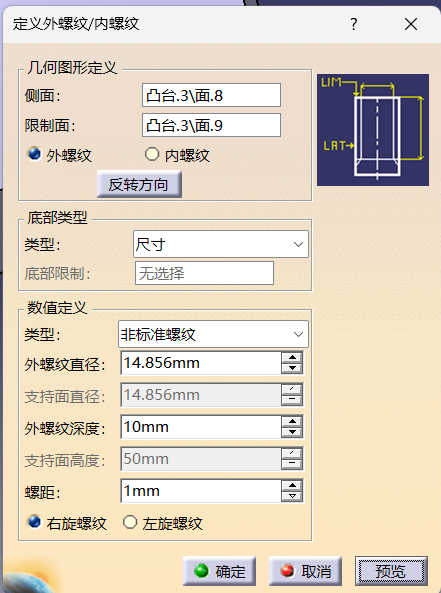 定义外螺纹/内螺纹 ? ×
几何图形定义
侧面： 凸台.3\面.8
限制面： 凸台.3\面.9
外螺纹 内螺纹
反转方向
LIM
LAT
底部类型
类型： 尺寸
底部限制： 无选择
数值定义
类型： 非标准螺纹
外螺纹直径： 14.856mm
支持面直径： 14.856mm
外螺纹深度： 10mm
支持面高度： 50mm
螺距： 1mm
右旋螺纹 左旋螺纹
确定 取消 预览